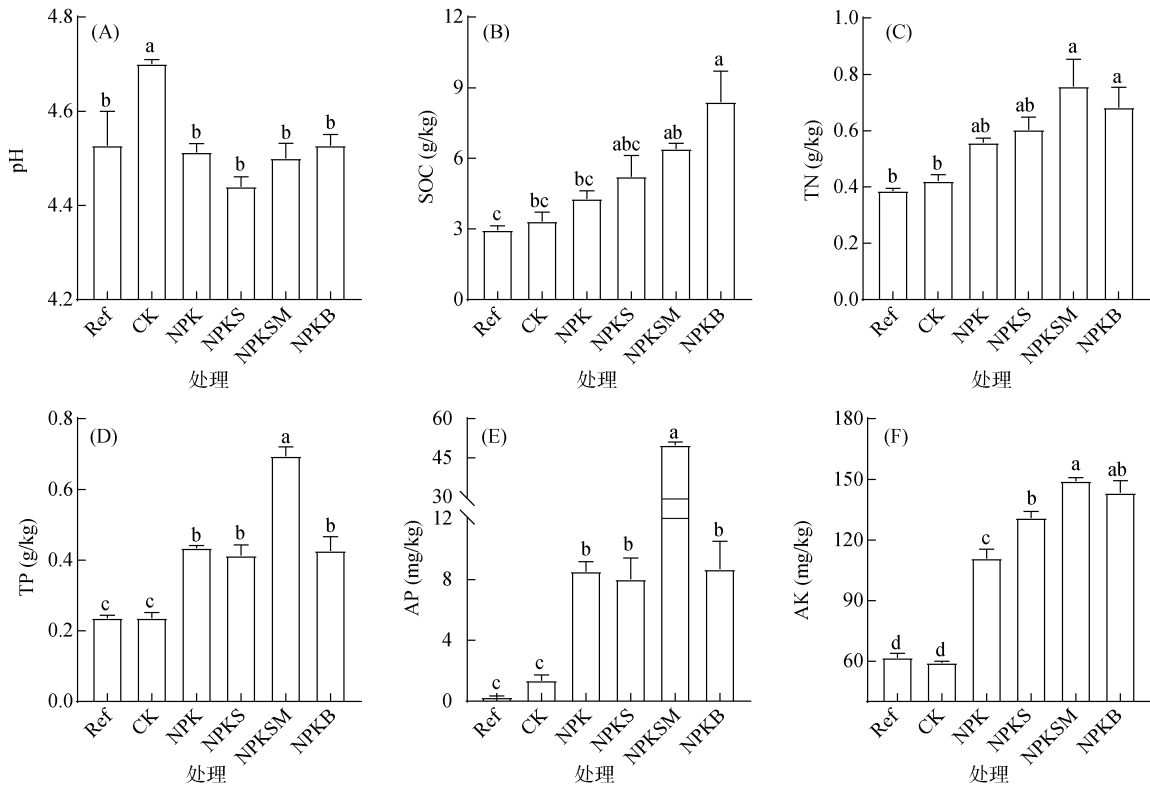 (A)
pH
4.8
4.6
4.4
4.2
b
a
b
b
b
b
Ref
CK
NPK
NPKS
NPKSM
NPKB
处理
(B)
SOC (g/kg)
12
9
6
3
0
c
bc
bc
abc
ab
a
Ref
CK
NPK
NPKS
NPKSM
NPKB
处理
(C)
TN (g/kg)
1.0
0.8
0.6
0.4
0.2
0.0
b
b
ab
ab
a
a
Ref
CK
NPK
NPKS
NPKSM
NPKB
处理
(D)
TP (g/kg)
0.8
0.6
0.4
0.2
0.0
c
c
b
b
a
b
Ref
CK
NPK
NPKS
NPKSM
NPKB
处理
(E)
AP (mg/kg)
60
45
30
12
8
4
0
c
c
b
b
a
b
Ref
CK
NPK
NPKS
NPKSM
NPKB
处理
(F)
AK (mg/kg)
180
150
120
90
60
d
d
c
b
a
ab
Ref
CK
NPK
NPKS
NPKSM
NPKB
处理